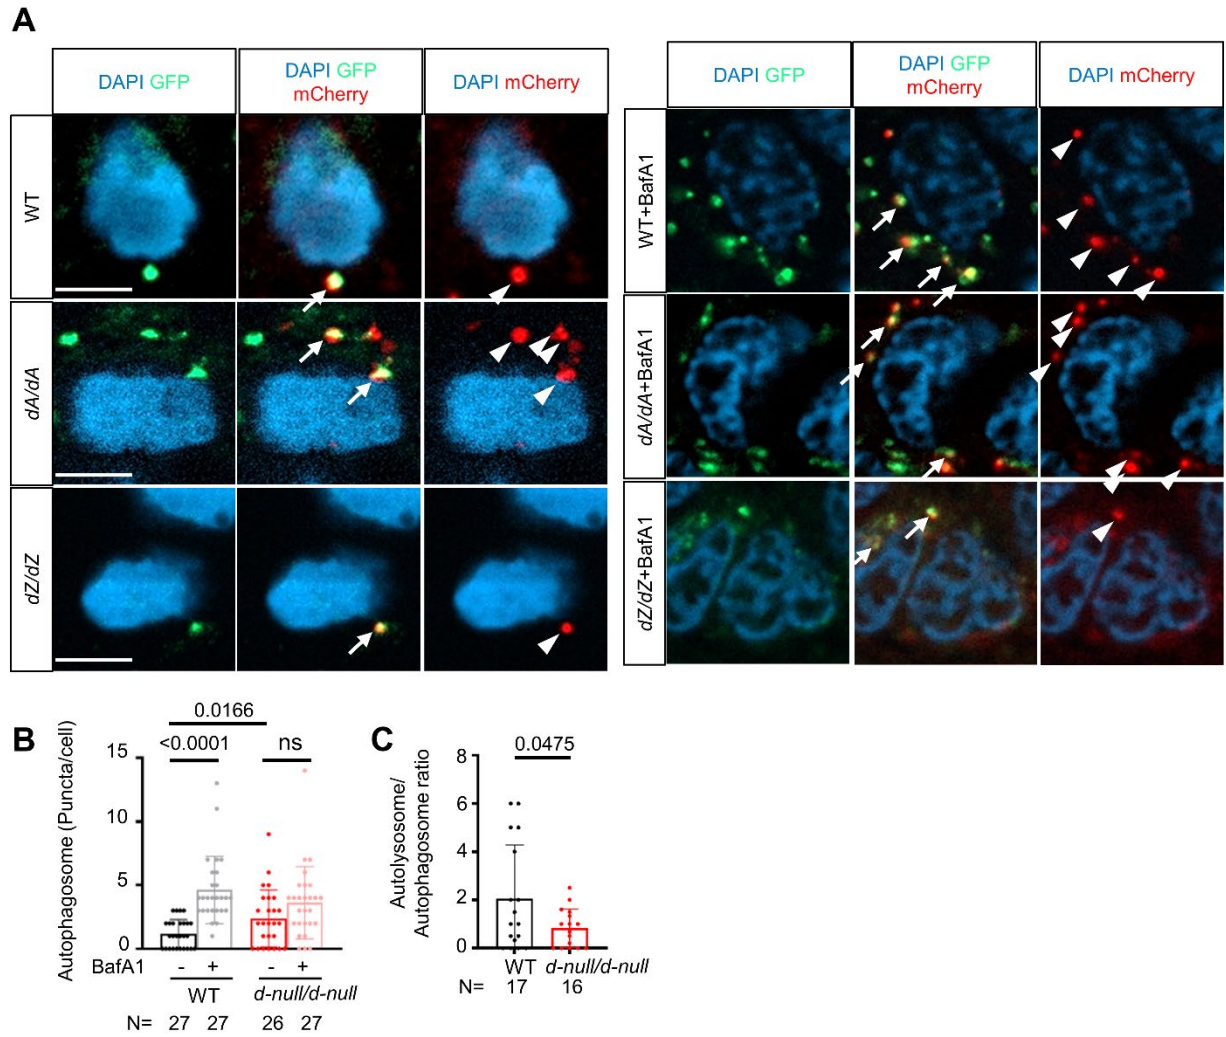 A
DAPI GFP
DAPI GFP
mCherry
DAPI mCherry
DAPI GFP
DAPI GFP
mCherry
DAPI mCherry
WT
dA/dA
dZ/dZ
WT+BafA1
dA/dA+BafA1
dZ/dZ+BafA1
B
Autophagosome (Puncta/cell)
15
10
5
0
0.0166
<0.0001
ns
BafA1 - + - +
WT d-null/d-null
N= 27 27 26 27
C
Autolysosome/
Autophagosome ratio
8
6
4
2
0
0.0475
WT d-null/d-null
N= 17 16